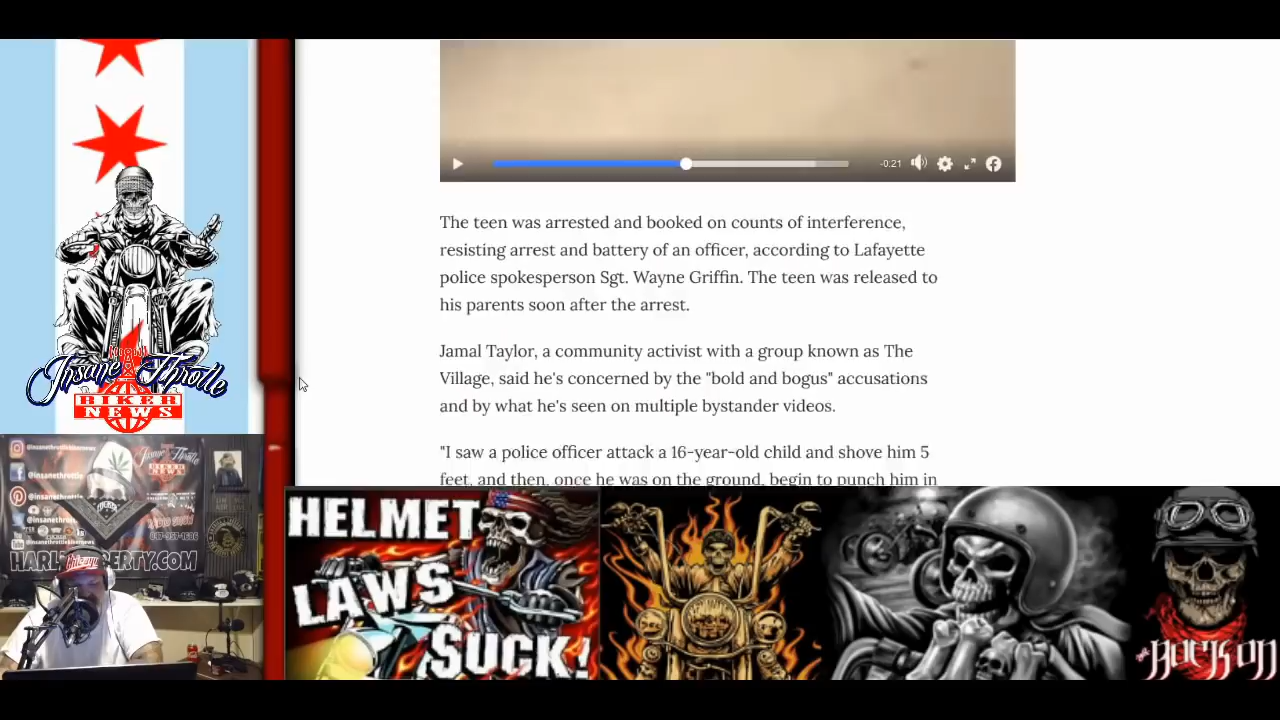 -0:21
The teen was arrested and booked on counts of interference,
resisting arrest and battery of an officer, according to Lafayette
police spokesperson Sgt. Wayne Griffin. The teen was released to
his parents soon after the arrest.
Jamal Taylor, a community activist with a group known as The
Village, said he's concerned by the "bold and bogus" accusations
and by what he's seen on multiple bystander videos.
"I saw a police officer attack a 16-year-old child and shove him 5
feet, and then, once he was on the ground, begin to punch him in
Insane Throttle
BIKER
NEWS
@insanethrottlebikernews
@insanethrottle
@insanethro
HELMET
LAWS
SUCK!